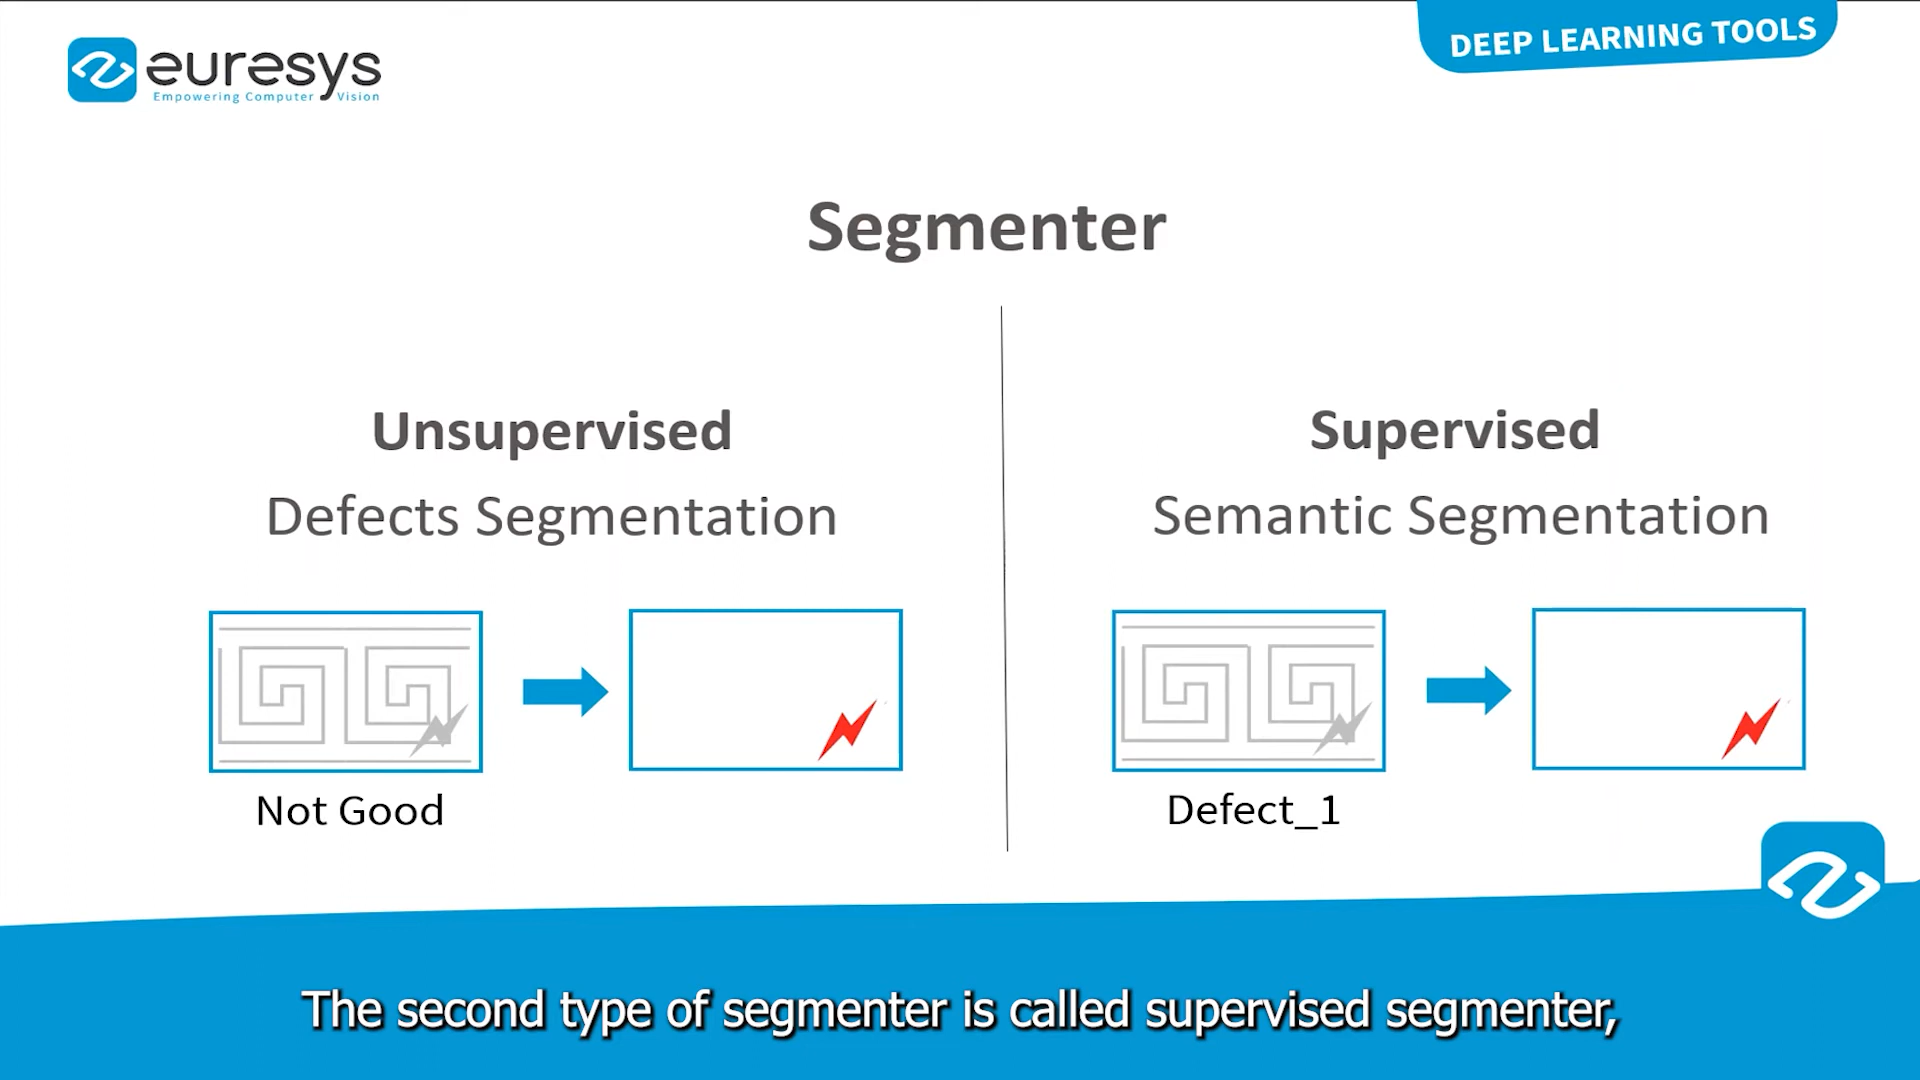 euresys
Empowering Computer Vision
DEEP LEARNING TOOLS
Segmenter
Unsupervised
Defects Segmentation
Not Good
Supervised
Semantic Segmentation
Defect_1
The second type of segmenter is called supervised segmenter,